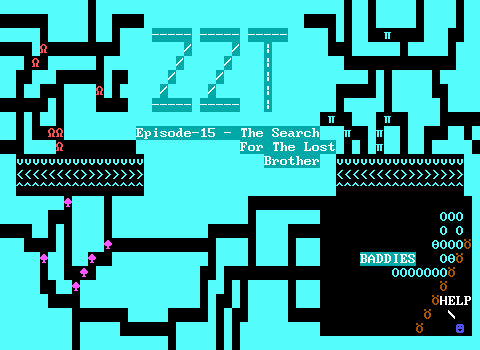 ZZT
Episode-15 - The Search
For The Lost
Brother
BADDIES
HELP